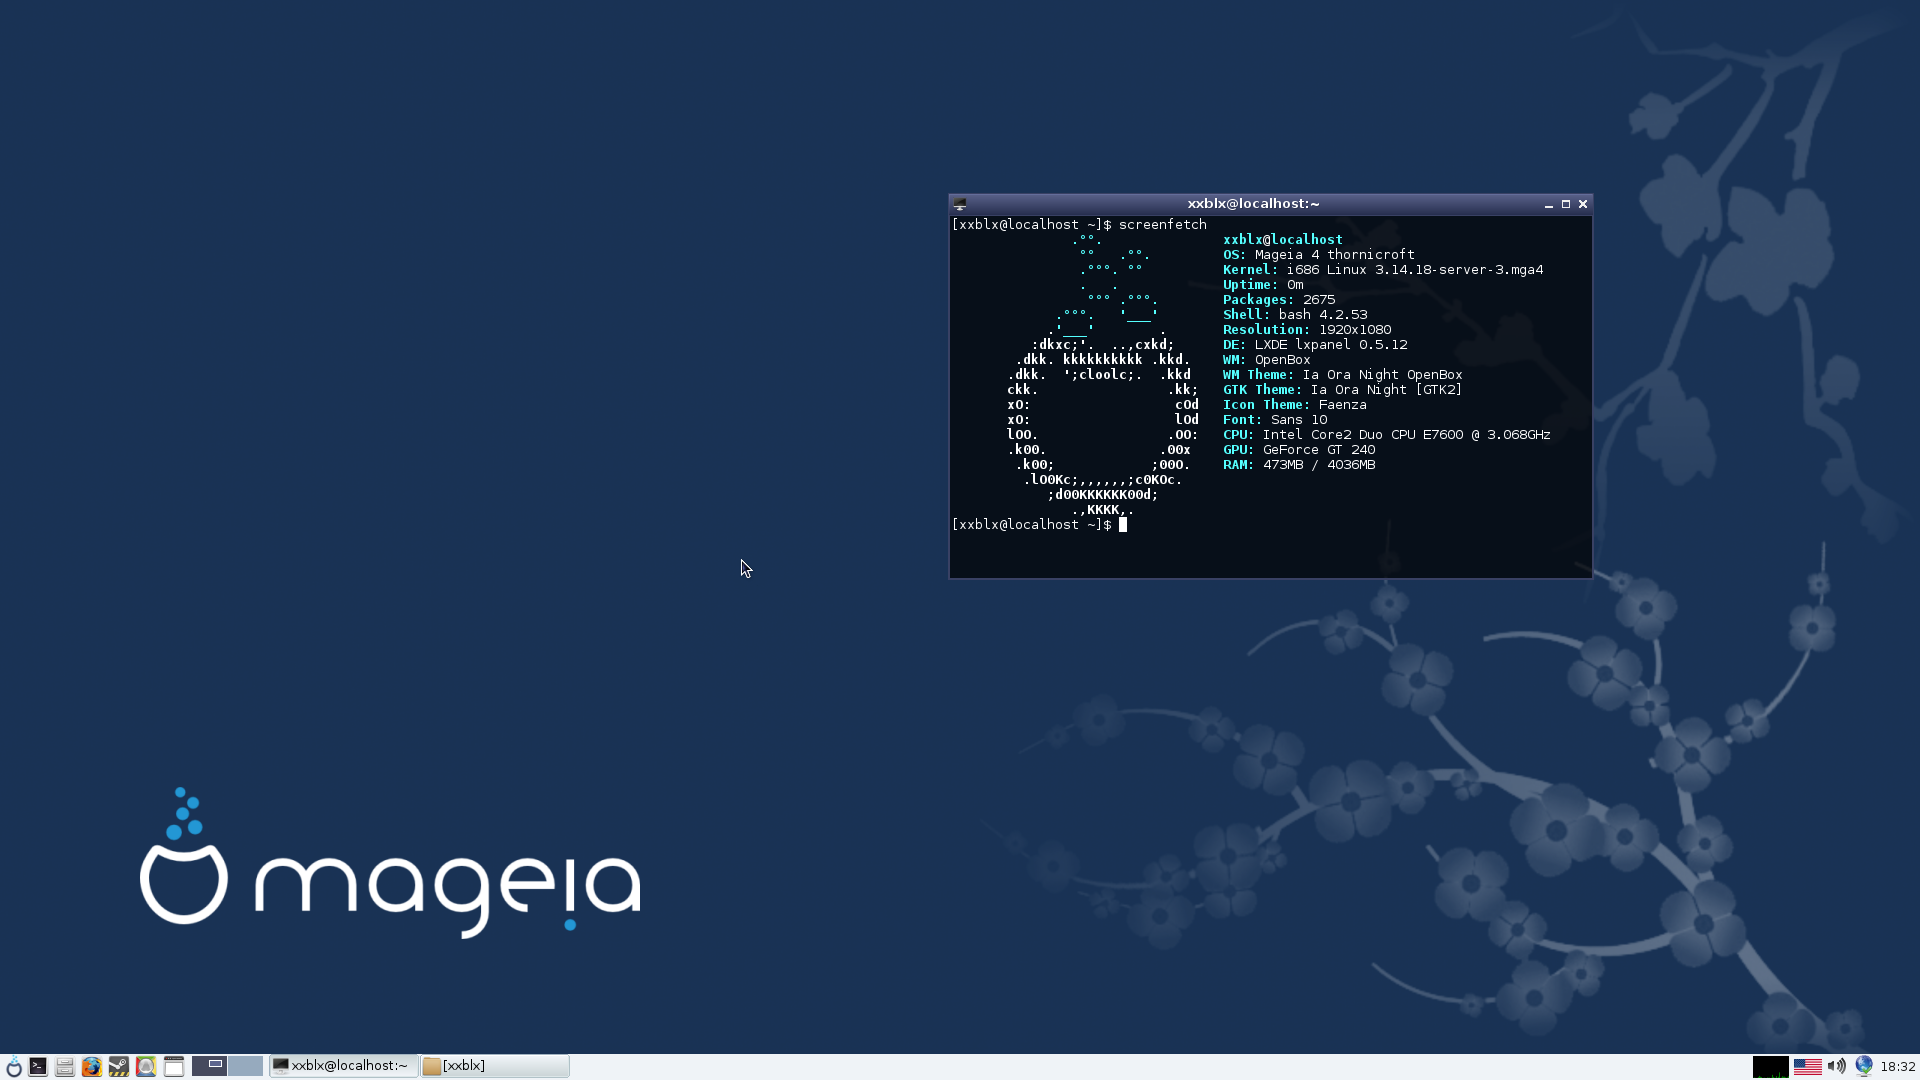 xxblx@localhost:~
[xxblx@localhost ~]$ screenfetch
xxblx@localhost
OS: Mageia 4 thornicroft
Kernel: i686 Linux 3.14.18-server-3.mga4
Uptime: 0m
Packages: 2675
Shell: bash 4.2.53
Resolution: 1920x1080
DE: LXDE lxpanel 0.5.12
WM: OpenBox
WM Theme: Ia Ora Night OpenBox
GTK Theme: Ia Ora Night [GTK2]
Icon Theme: Faenza
Font: Sans 10
CPU: Intel Core2 Duo CPU E7600 @ 3.068GHz
GPU: GeForce GT 240
RAM: 473MB / 4036MB
[xxblx@localhost ~]$
mageia
xxblx@localhost:~
[xxblx]
18:32